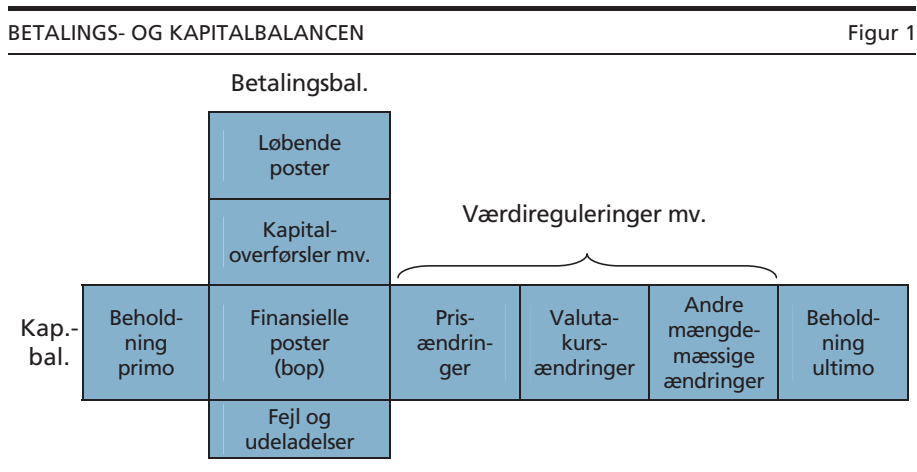 BETALINGS- OG KAPITALBALANCEN Figur 1
Betalingsbal.
Løbende
poster
Kapital-
overførsler mv.
Værdireguleringer mv.
Kap.-
bal.
Behold-
ning
primo
Finansielle
poster
(bop)
Pris-
ændrin-
ger
Valuta-
kurs-
ændringer
Andre
mængde-
mæssige
ændringer
Behold-
ning
ultimo
Fejl og
udeladelser